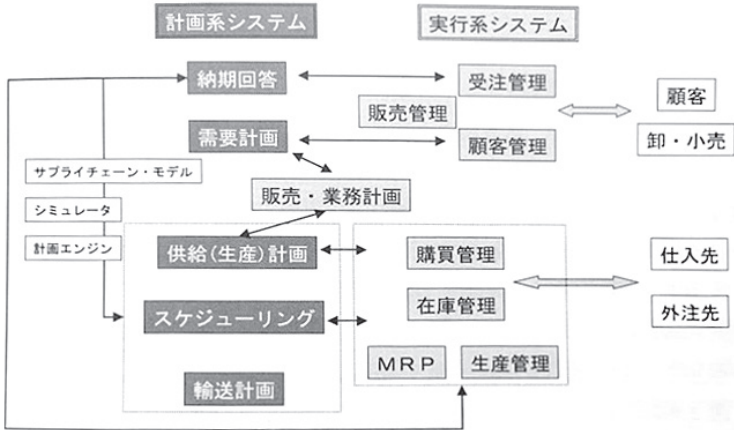 計画系システム
実行系システム
納期回答
受注管理
販売管理
顧客
需要計画
顧客管理
卸・小売
サプライチェーン・モデル
販売・業務計画
シミュレータ
計画エンジン
供給(生産)計画
購買管理
仕入先
在庫管理
スケジューリング
外注先
MRP
生産管理
輸送計画